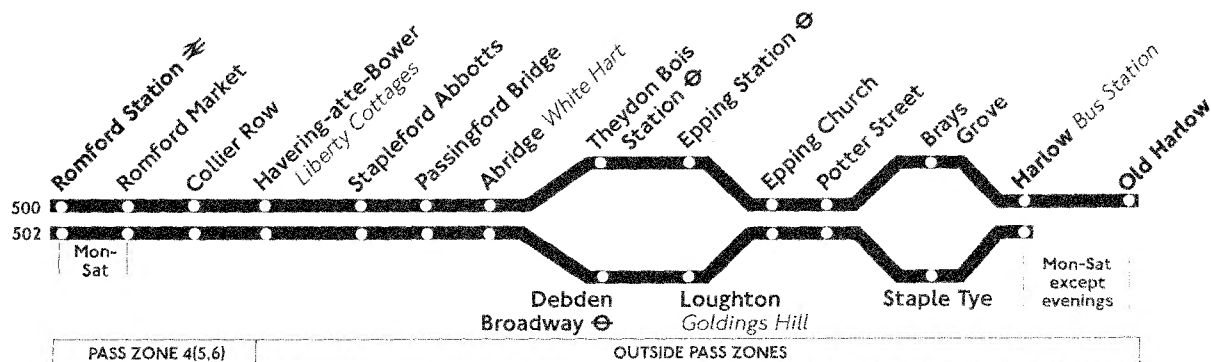 Romford Station
Romford Market
Collier Row
Havering-atte-Bower
Liberty Cottages
Stapleford Abbotts
Passingford Bridge
Abridge White Hart
Theydon Bois
Station
Epping Station
Epping Church
Potter Street
Brays
Grove
Harlow Bus Station
Old Harlow
500
502
Mon-
Sat
Debden
Broadway
Loughton
Goldings Hill
Staple Tye
Mon-Sat
except
evenings
PASS ZONE 4(5,6)
OUTSIDE PASS ZONES